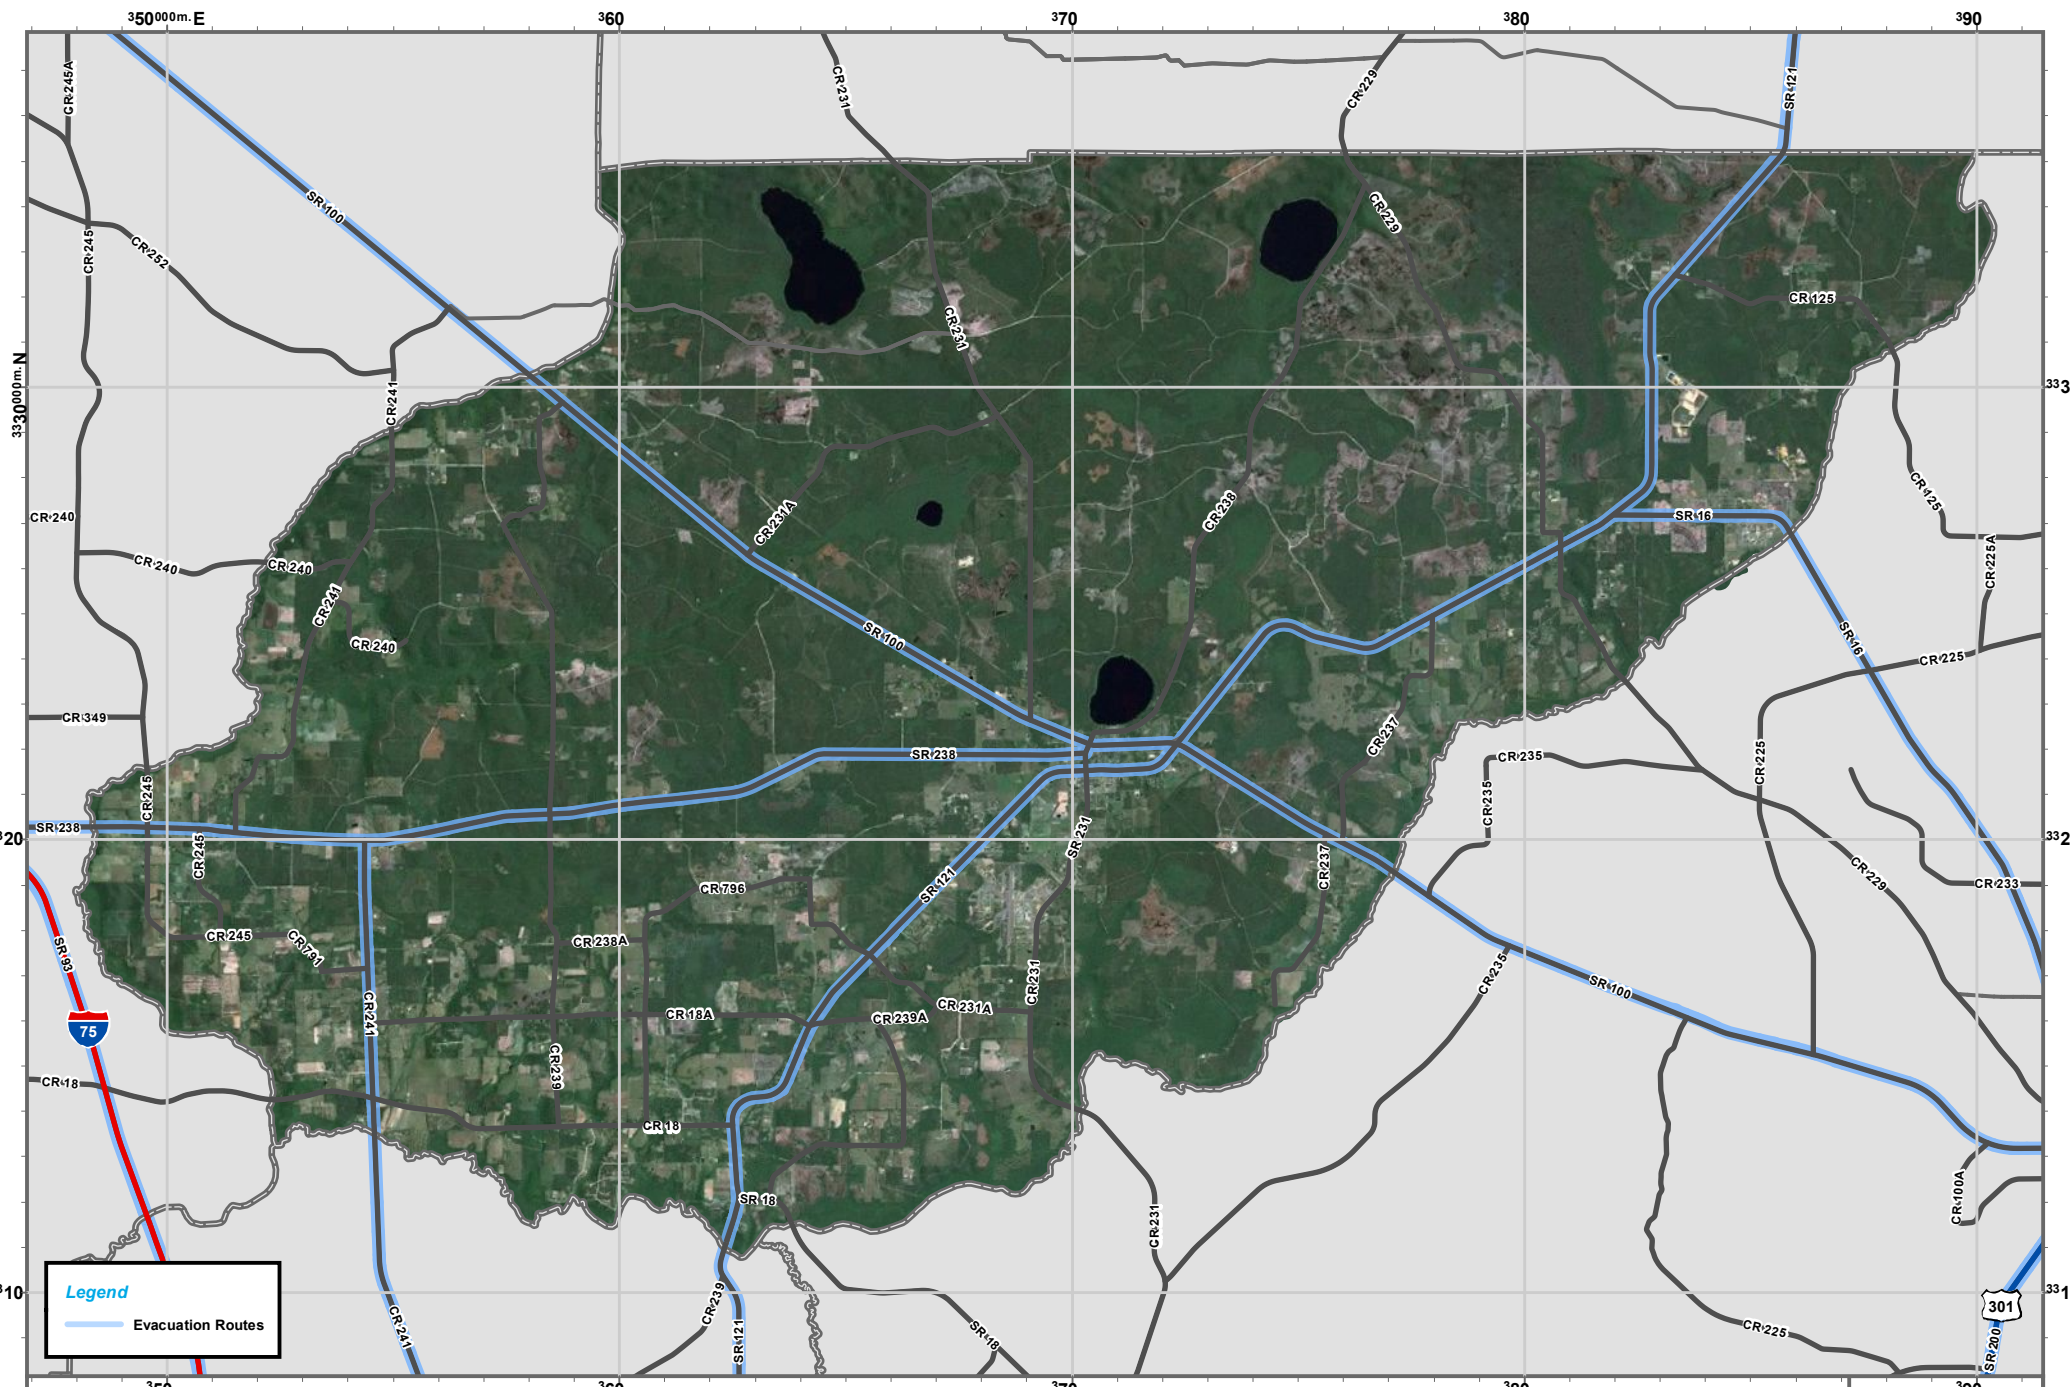 350000m. E
360
370
380
390
CR 245A
CR 231
CR 229
SR 121
SR 100
CR 245
CR 252
CR 229
CR 125
CR 231
3330000m. N
333
CR 241
CR 231A
CR 238
CR 125
CR 240
SR 16
CR 240
CR 240
CR 225A
CR 241
CR 240
SR 100
SR 16
CR 225
CR 349
CR 237
SR 238
CR 235
CR 225
CR 245
CR 235
SR 238
SR 231
320
332
CR 245
CR 237
CR 229
CR 796
SR 121
CR 233
CR 245
CR 791
CR 238A
SR 93
CR 231
CR 235
SR 100
75
CR 241
CR 18A
CR 239A
CR 231A
CR 239
CR 18
CR 18
SR 18
CR 100A
CR 231
310
331
Legend
Evacuation Routes
CR 241
CR 239
SR 121
SR 18
CR 225
301
SR 200